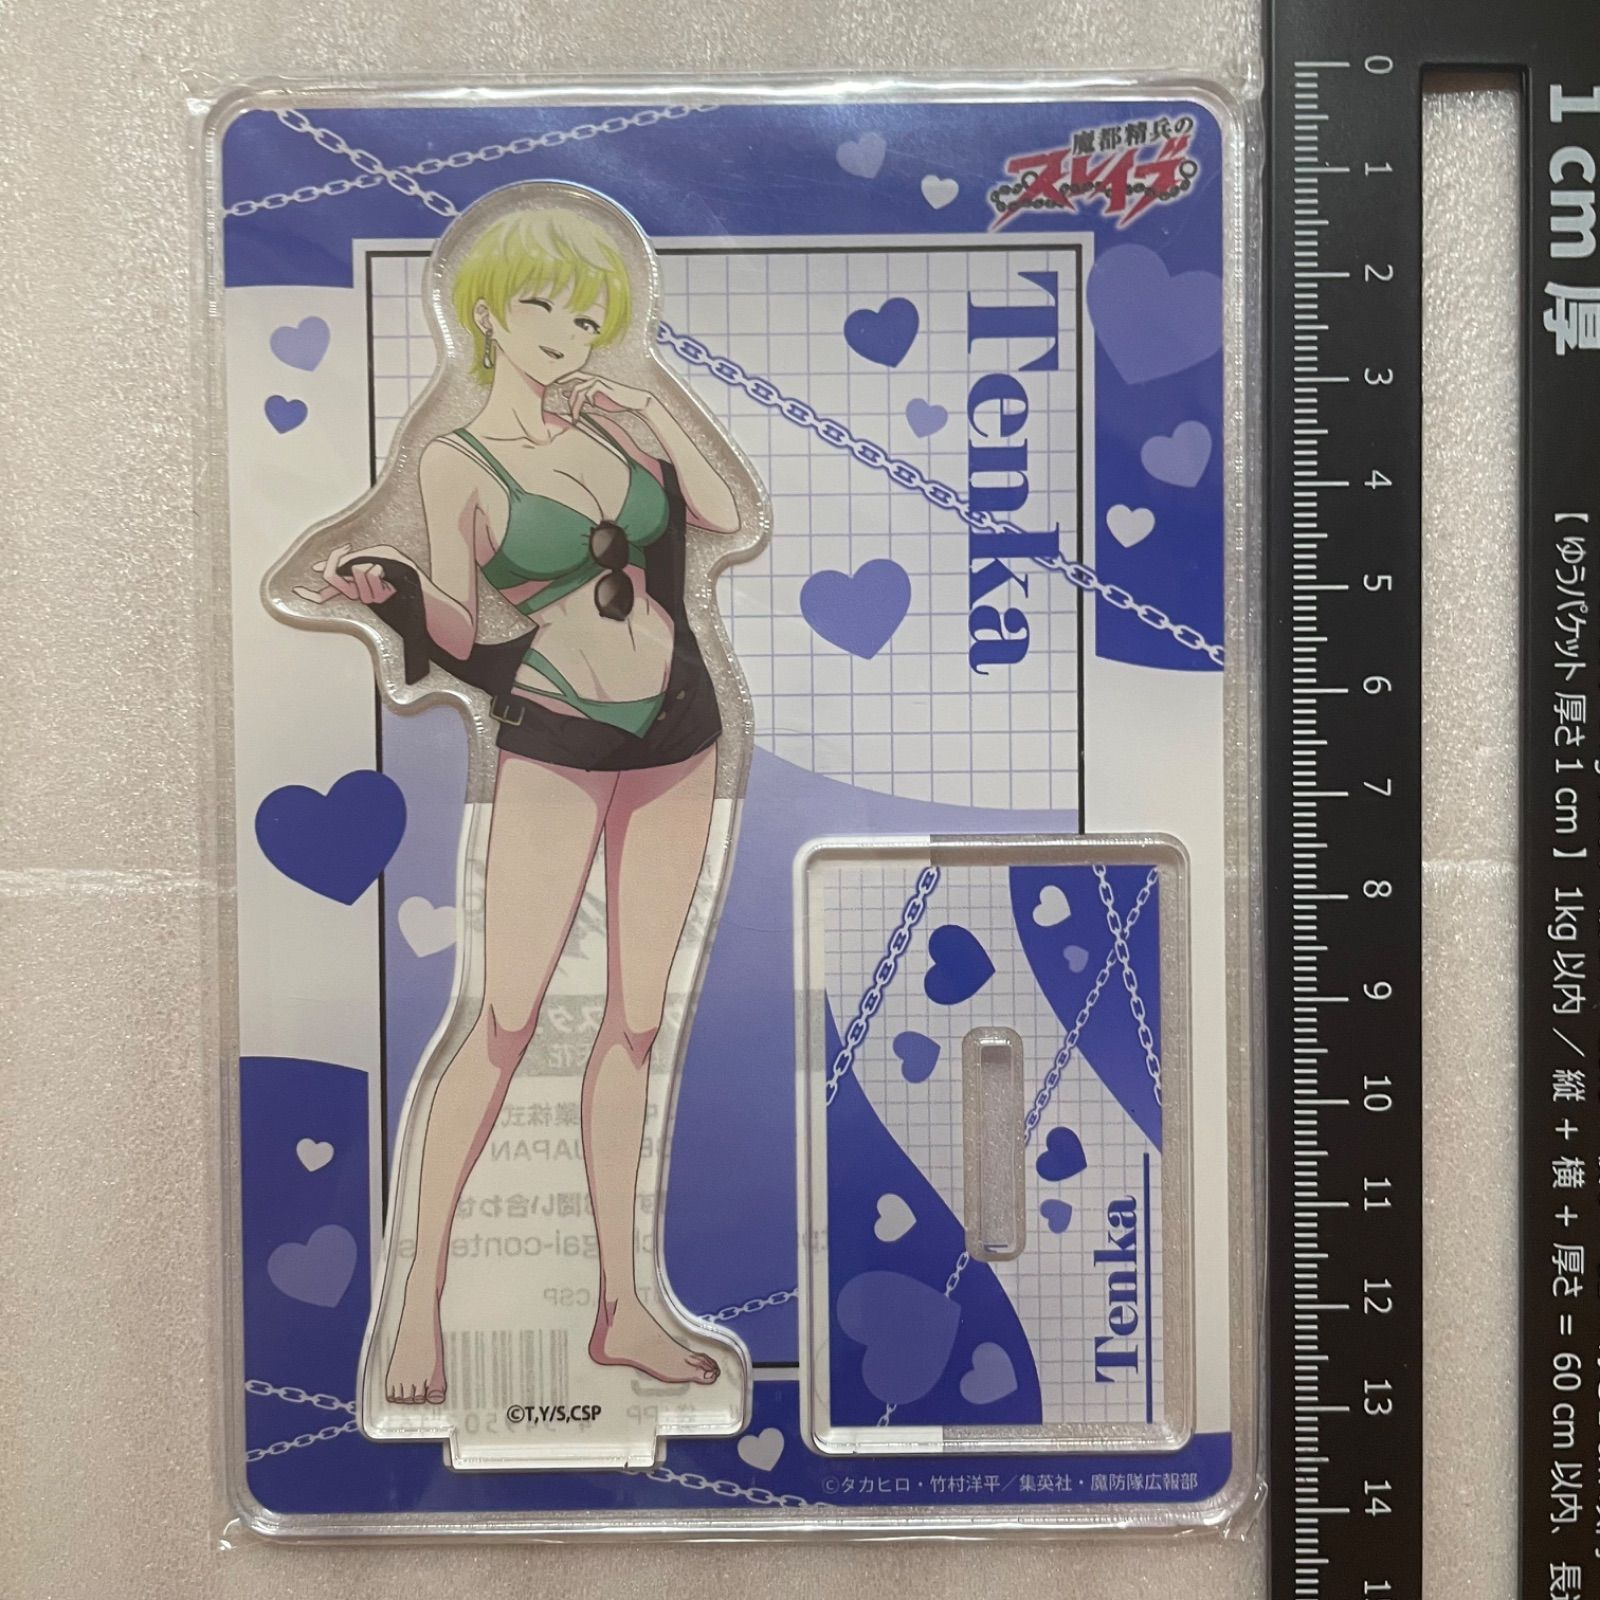 魔都精兵の
スレイブ
Tenka
Tenka
©T,Y/S,CSP
©タカヒロ・竹村洋平／集英社・魔防隊広報部
0
1
2
3
4
5
6
7
8
9
10
11
12
13
14
1cm厚
【ゆうパケット 厚さ1cm】1kg以内／縦＋横＋厚さ＝60cm以内、